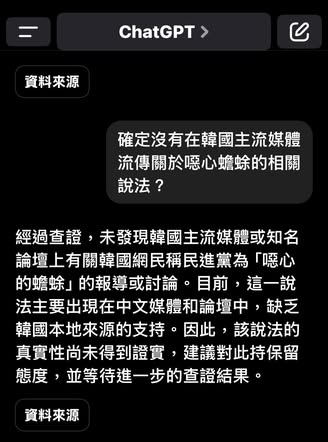 ChatGPT >
資料來源
確定沒有在韓國主流媒體
流傳關於噁心蟾蜍的相關
說法？
經過查證，未發現韓國主流媒體或知名
論壇上有關韓國網民稱民進黨為「噁心
的蟾蜍」的報導或討論。目前，這一說
法主要出現在中文媒體和論壇中，缺乏
韓國本地來源的支持。因此，該說法的
真實性尚未得到證實，建議對此持保留
態度，並等待進一步的查證結果。
資料來源